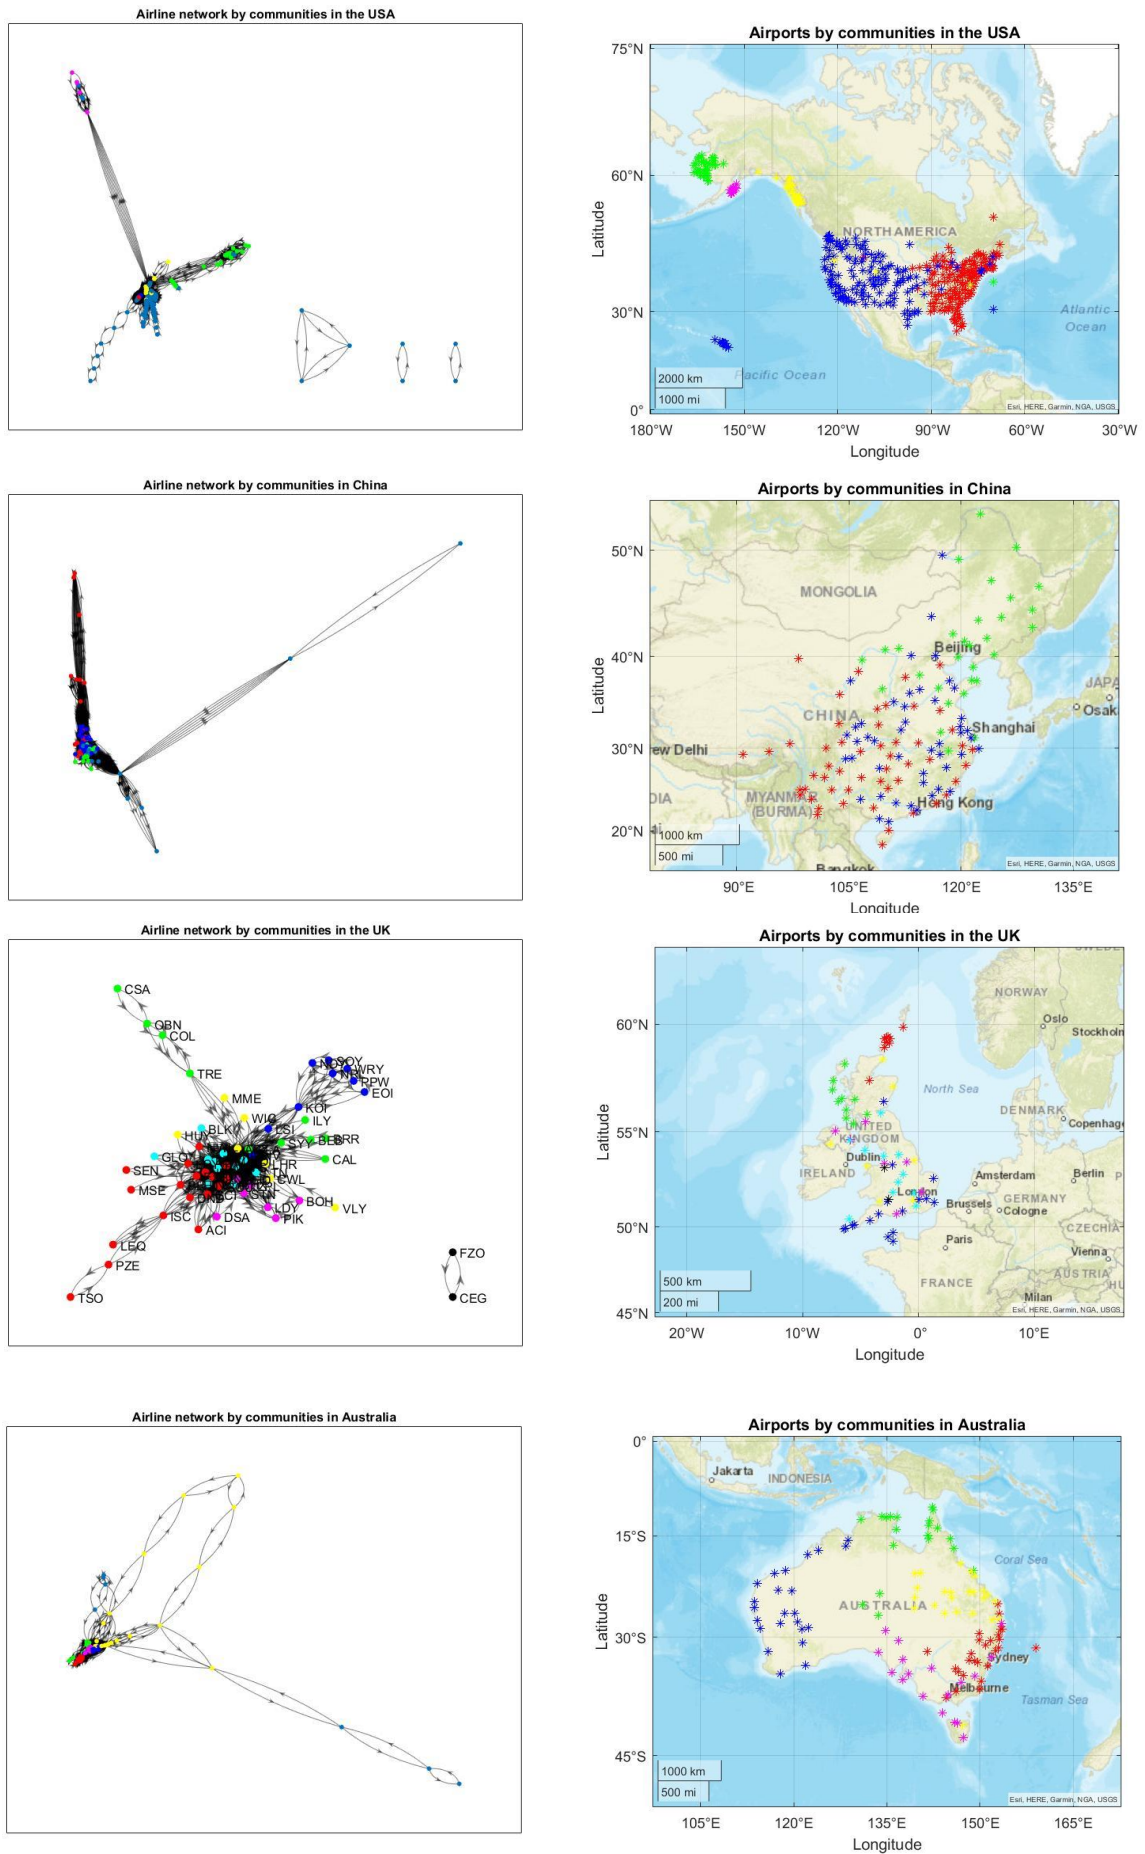 Airline network by communities in the USA
Airports by communities in the USA
75°N
60°N
30°N
0°
Latitude
NORTH AMERICA
Atlantic
Ocean
Pacific Ocean
2000 km
1000 mi
Esri, HERE, Garmin, NGA, USGS
180°W 150°W 120°W 90°W 60°W 30°W
Longitude
Airline network by communities in China
Airports by communities in China
50°N
40°N
30°N
20°N
Latitude
MONGOLIA
Beijing
JAPA
Osak
CHINA
Shanghai
ew Delhi
MYANMAR
(BURMA)
DIA
Hong Kong
Bangkok
1000 km
500 mi
Esri, HERE, Garmin, NGA, USGS
90°E 105°E 120°E 135°E
Longitude
Airline network by communities in the UK
CSA
OBN
COL
TRE
MME
WIC
BLK
HUY
GLO
SEN
MSE
ISC
ACI
LEQ
PZE
TSO
SOY
WRY
PPW
EOI
KOI
ILY
LSI
SYY
BEB
BRR
CAL
LHR
CWL
BOH
VLY
LDY
PIK
DSA
FZO
CEG
Airports by communities in the UK
60°N
55°N
50°N
45°N
Latitude
NORWAY
Oslo
Stockholm
North Sea
DENMARK
Copenhage
UNITED
KINGDOM
Dublin
IRELAND
Amsterdam
Berlin
London
Brussels
GERMANY
Cologne
CZECHIA
Paris
Vienna
AUSTRIA
HU
FRANCE
Milan
500 km
200 mi
Esri, HERE, Garmin, NGA, USGS
20°W 10°W 0° 10°E
Longitude
Airline network by communities in Australia
Airports by communities in Australia
0°
15°S
30°S
45°S
Latitude
Jakarta
INDONESIA
Coral Sea
AUSTRALIA
Sydney
Melbourne
Tasman Sea
1000 km
500 mi
Esri, HERE, Garmin, NGA, USGS
105°E 120°E 135°E 150°E 165°E
Longitude